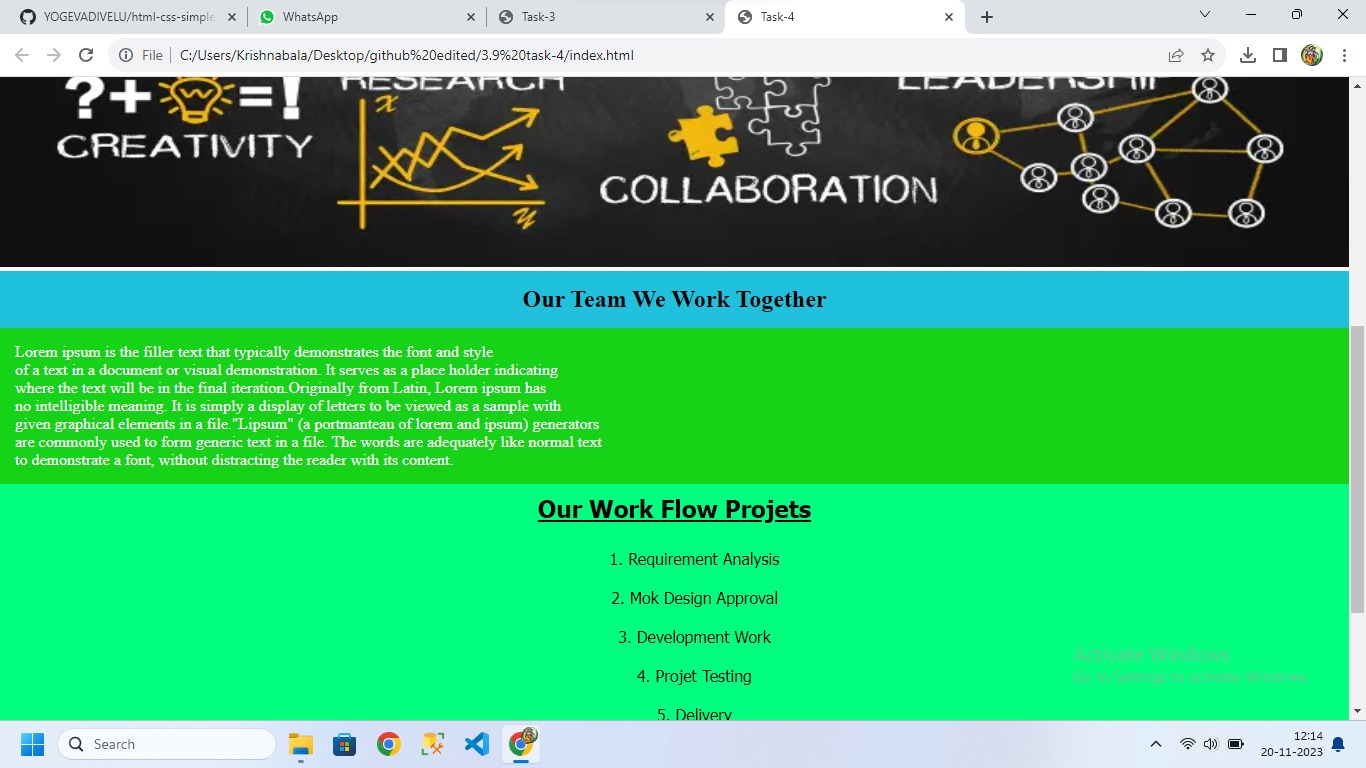 YOGEVADIVELU/html-css-simple
WhatsApp
Task-3
Task-4
File
C:/Users/Krishnabala/Desktop/github%20edited/3.9%20task-4/index.html
?+=!
CREATIVITY
RESEARCH
x
y
COLLABORATION
LEADERSHIP
Our Team We Work Together
Lorem ipsum is the filler text that typically demonstrates the font and style
of a text in a document or visual demonstration. It serves as a place holder indicating
where the text will be in the final iteration.Originally from Latin, Lorem ipsum has
no intelligible meaning. It is simply a display of letters to be viewed as a sample with
given graphical elements in a file."Lipsum" (a portmanteau of lorem and ipsum) generators
are commonly used to form generic text in a file. The words are adequately like normal text
to demonstrate a font, without distracting the reader with its content.
Our Work Flow Projets
1. Requirement Analysis
2. Mok Design Approval
3. Development Work
4. Projet Testing
5. Delivery
Activate Windows
Go to Settings to activate Windows.
Search
12:14
20-11-2023